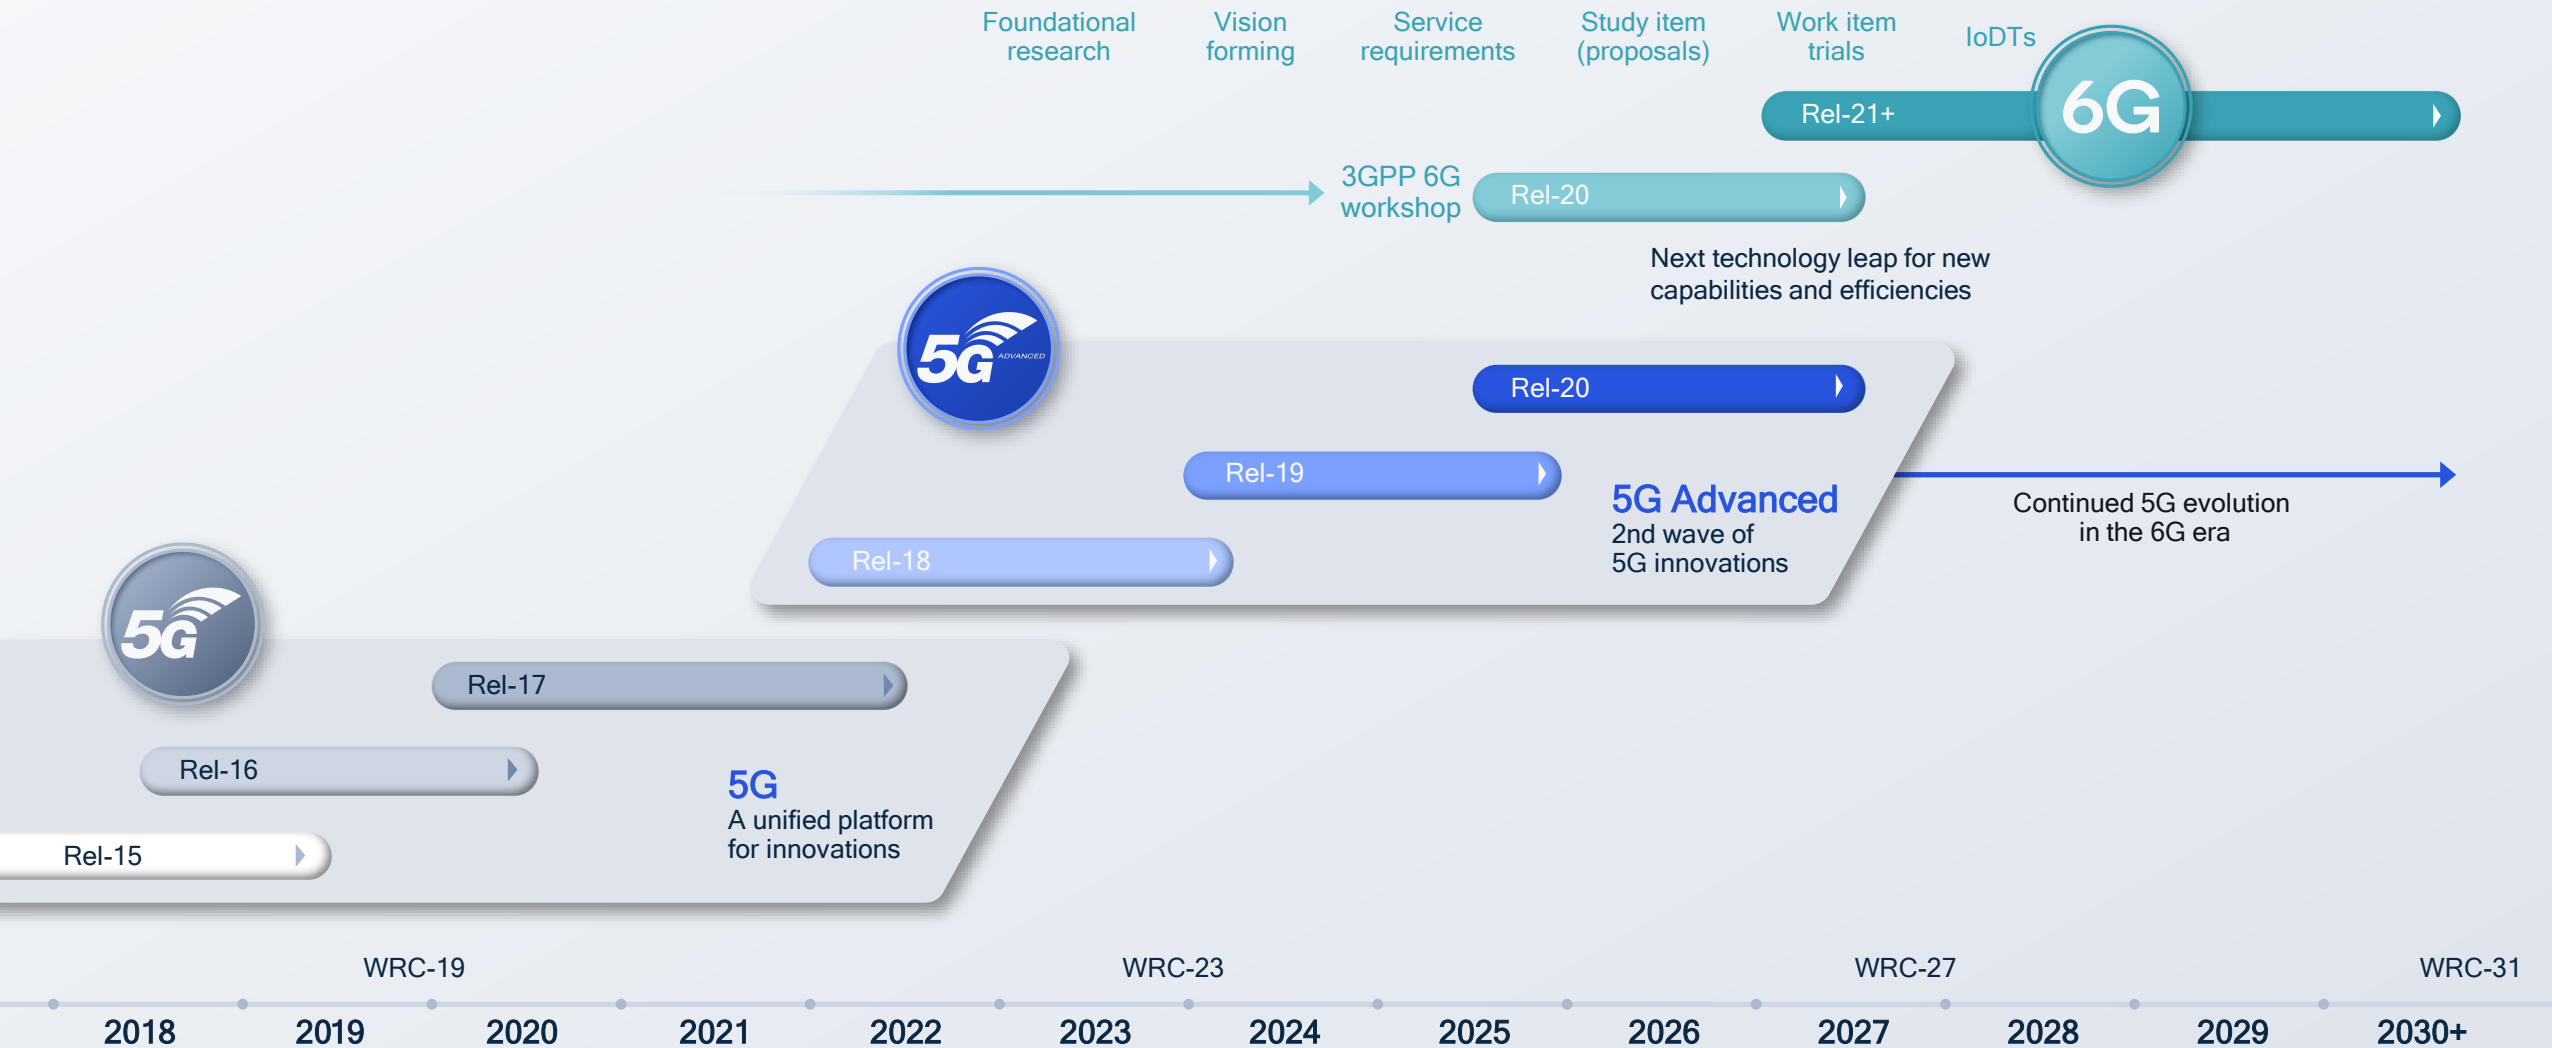 Foundational
research
Vision
forming
Service
requirements
Study item
(proposals)
Work item
trials
IoDTs
6G
Rel-21+
3GPP 6G
workshop
Rel-20
Next technology leap for new
capabilities and efficiencies
5G ADVANCED
Rel-20
Rel-19
5G Advanced
2nd wave of
5G innovations
Rel-18
Continued 5G evolution
in the 6G era
5G
Rel-17
Rel-16
5G
A unified platform
for innovations
Rel-15
WRC-19
WRC-23
WRC-27
WRC-31
2018
2019
2020
2021
2022
2023
2024
2025
2026
2027
2028
2029
2030+